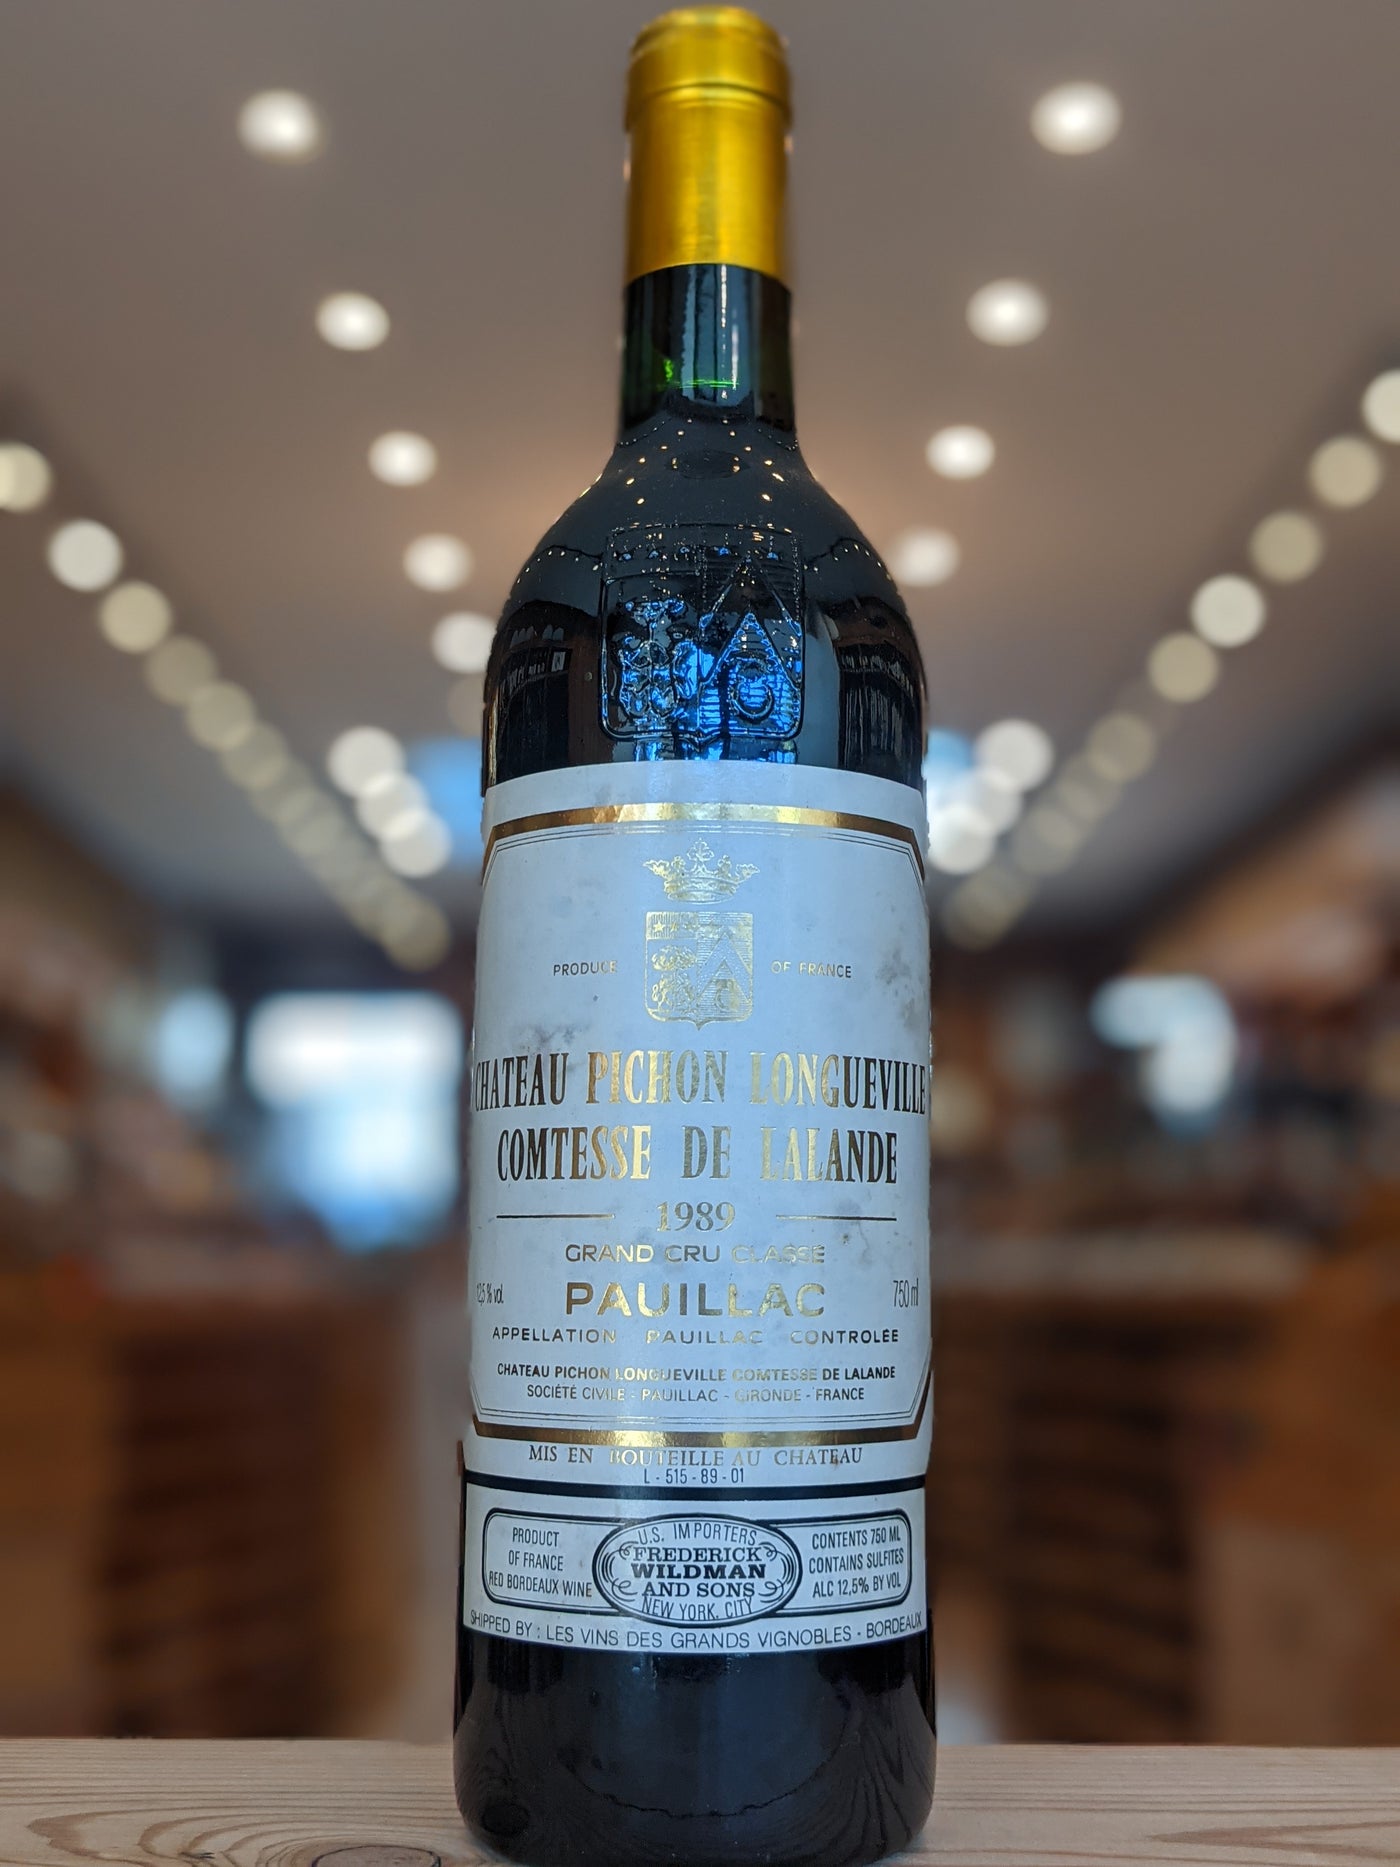 PRODUCE OF FRANCE
CHATEAU PICHON LONGUEVILLE
COMTESSE DE LALANDE
1989
GRAND CRU CLASSÉ
12,5 % vol. PAUILLAC 750 ml
APPELLATION PAUILLAC CONTROLÉE
CHATEAU PICHON LONGUEVILLE COMTESSE DE LALANDE
SOCIÉTÉ CIVILE - PAUILLAC - GIRONDE - FRANCE
MIS EN BOUTEILLE AU CHATEAU
L - 515 - 89 - 01
PRODUCT
OF FRANCE
RED BORDEAUX WINE
U.S. IMPORTERS
FREDERICK
WILDMAN
AND SONS
NEW YORK, CITY
CONTENTS 750 ML
CONTAINS SULFITES
ALC 12,5% BY VOL
SHIPPED BY : LES VINS DES GRANDS VIGNOBLES - BORDEAUX